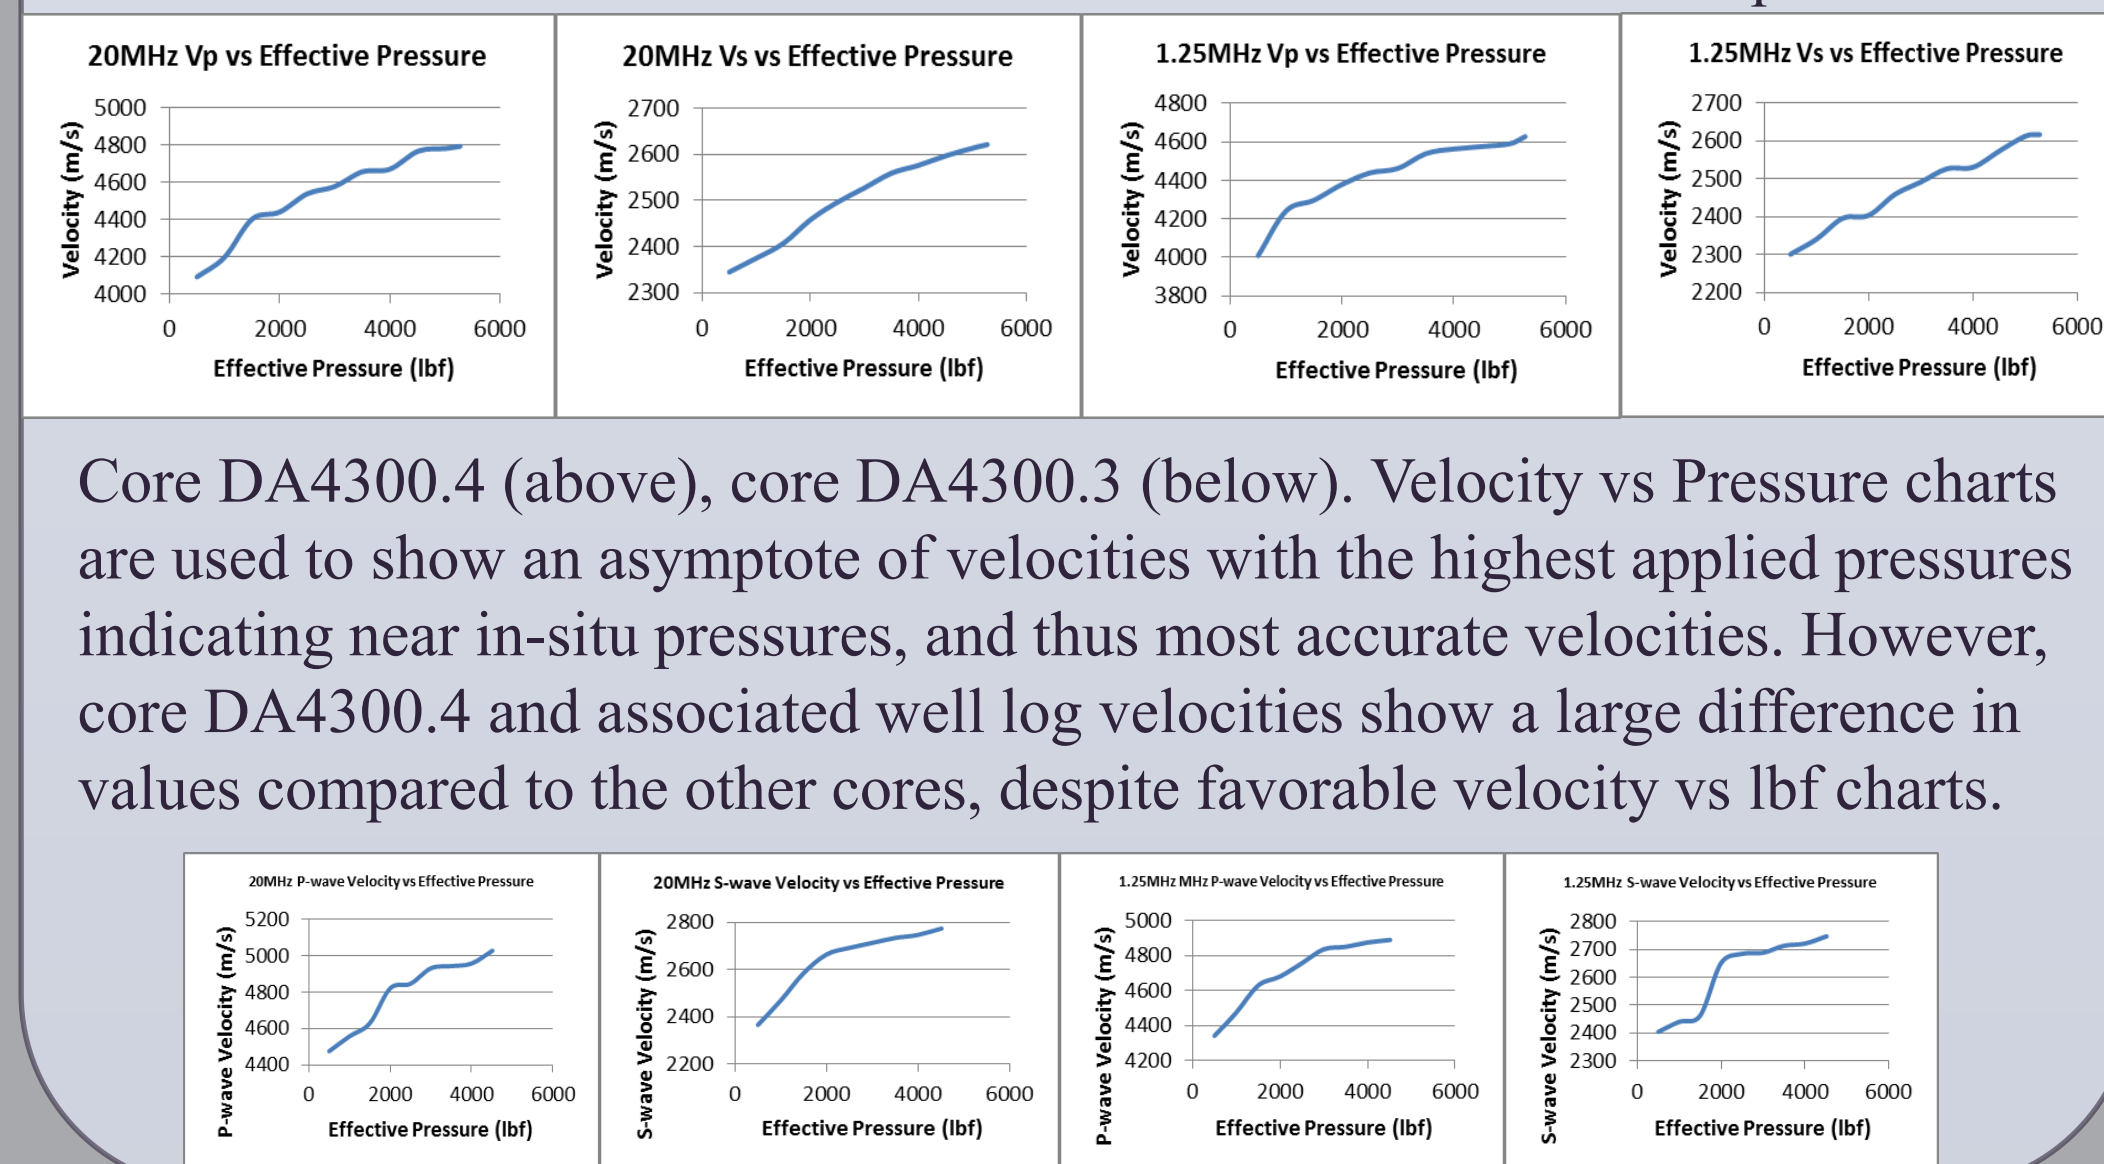 20MHz Vp vs Effective Pressure
Velocity (m/s)
5000
4800
4600
4400
4200
4000
0 2000 4000 6000
Effective Pressure (lbf)
20MHz Vs vs Effective Pressure
Velocity (m/s)
2700
2600
2500
2400
2300
0 2000 4000 6000
Effective Pressure (lbf)
1.25MHz Vp vs Effective Pressure
Velocity (m/s)
4800
4600
4400
4200
4000
3800
0 2000 4000 6000
Effective Pressure (lbf)
1.25MHz Vs vs Effective Pressure
Velocity (m/s)
2700
2600
2500
2400
2300
2200
0 2000 4000 6000
Effective Pressure (lbf)
Core DA4300.4 (above), core DA4300.3 (below). Velocity vs Pressure charts
are used to show an asymptote of velocities with the highest applied pressures
indicating near in-situ pressures, and thus most accurate velocities. However,
core DA4300.4 and associated well log velocities show a large difference in
values compared to the other cores, despite favorable velocity vs lbf charts.
20MHz P-wave Velocity vs Effective Pressure
P-wave Velocity (m/s)
5200
5000
4800
4600
4400
0 2000 4000 6000
Effective Pressure (lbf)
20MHz S-wave Velocity vs Effective Pressure
S-wave Velocity (m/s)
2800
2600
2400
2200
0 2000 4000 6000
Effective Pressure (lbf)
1.25MHz MHz P-wave Velocity vs Effective Pressure
P-wave Velocity (m/s)
5000
4800
4600
4400
4200
0 2000 4000 6000
Effective Pressure (lbf)
1.25MHz S-wave Velocity vs Effective Pressure
S-wave Velocity (m/s)
2800
2700
2600
2500
2400
2300
0 2000 4000 6000
Effective Pressure (lbf)